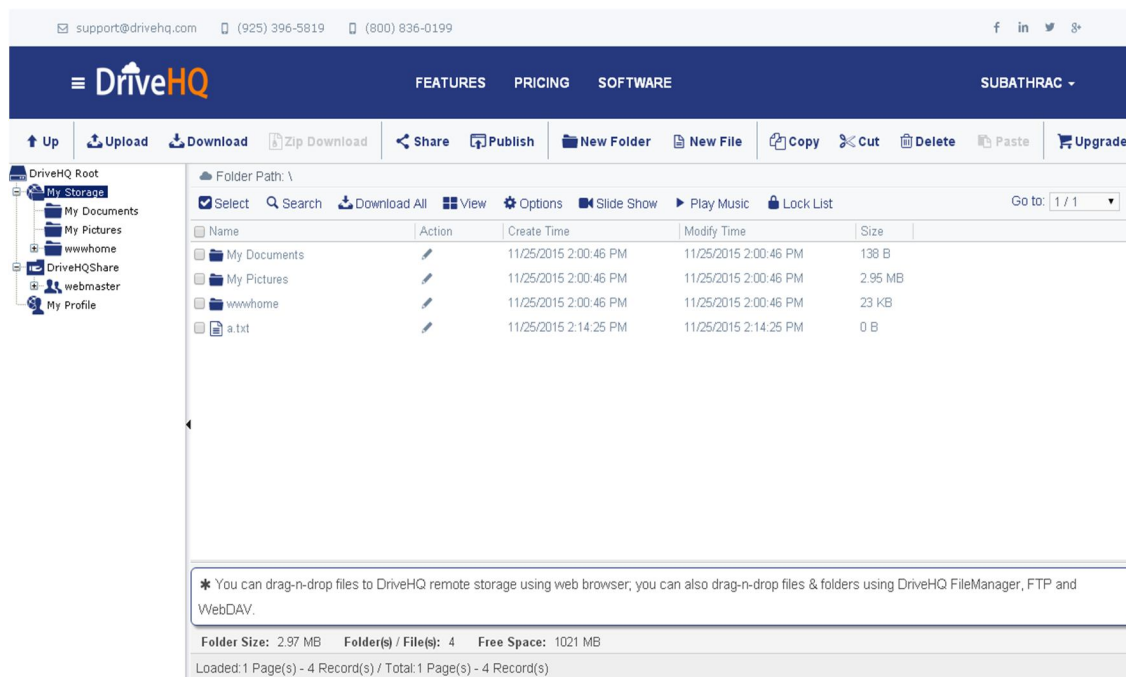 support@drivehq.com (925) 396-5819 (800) 836-0199 f in 8+
DriveHQ FEATURES PRICING SOFTWARE SUBATHRAC
Up Upload Download Zip Download Share Publish New Folder New File Copy Cut Delete Paste Upgrade
DriveHQ Root
My Storage
My Documents
My Pictures
wwwhome
DriveHQShare
webmaster
My Profile
Folder Path: \
Select Search Download All View Options Slide Show Play Music Lock List Go to: 1 / 1
Name Action Create Time Modify Time Size
My Documents 11/25/2015 2:00:46 PM 11/25/2015 2:00:46 PM 138 B
My Pictures 11/25/2015 2:00:46 PM 11/25/2015 2:00:46 PM 2.95 MB
wwwhome 11/25/2015 2:00:46 PM 11/25/2015 2:00:46 PM 23 KB
a.txt 11/25/2015 2:14:25 PM 11/25/2015 2:14:25 PM 0 B
✱ You can drag-n-drop files to DriveHQ remote storage using web browser; you can also drag-n-drop files & folders using DriveHQ FileManager, FTP and
WebDAV.
Folder Size: 2.97 MB Folder(s) / File(s): 4 Free Space: 1021 MB
Loaded:1 Page(s) - 4 Record(s) / Total:1 Page(s) - 4 Record(s)